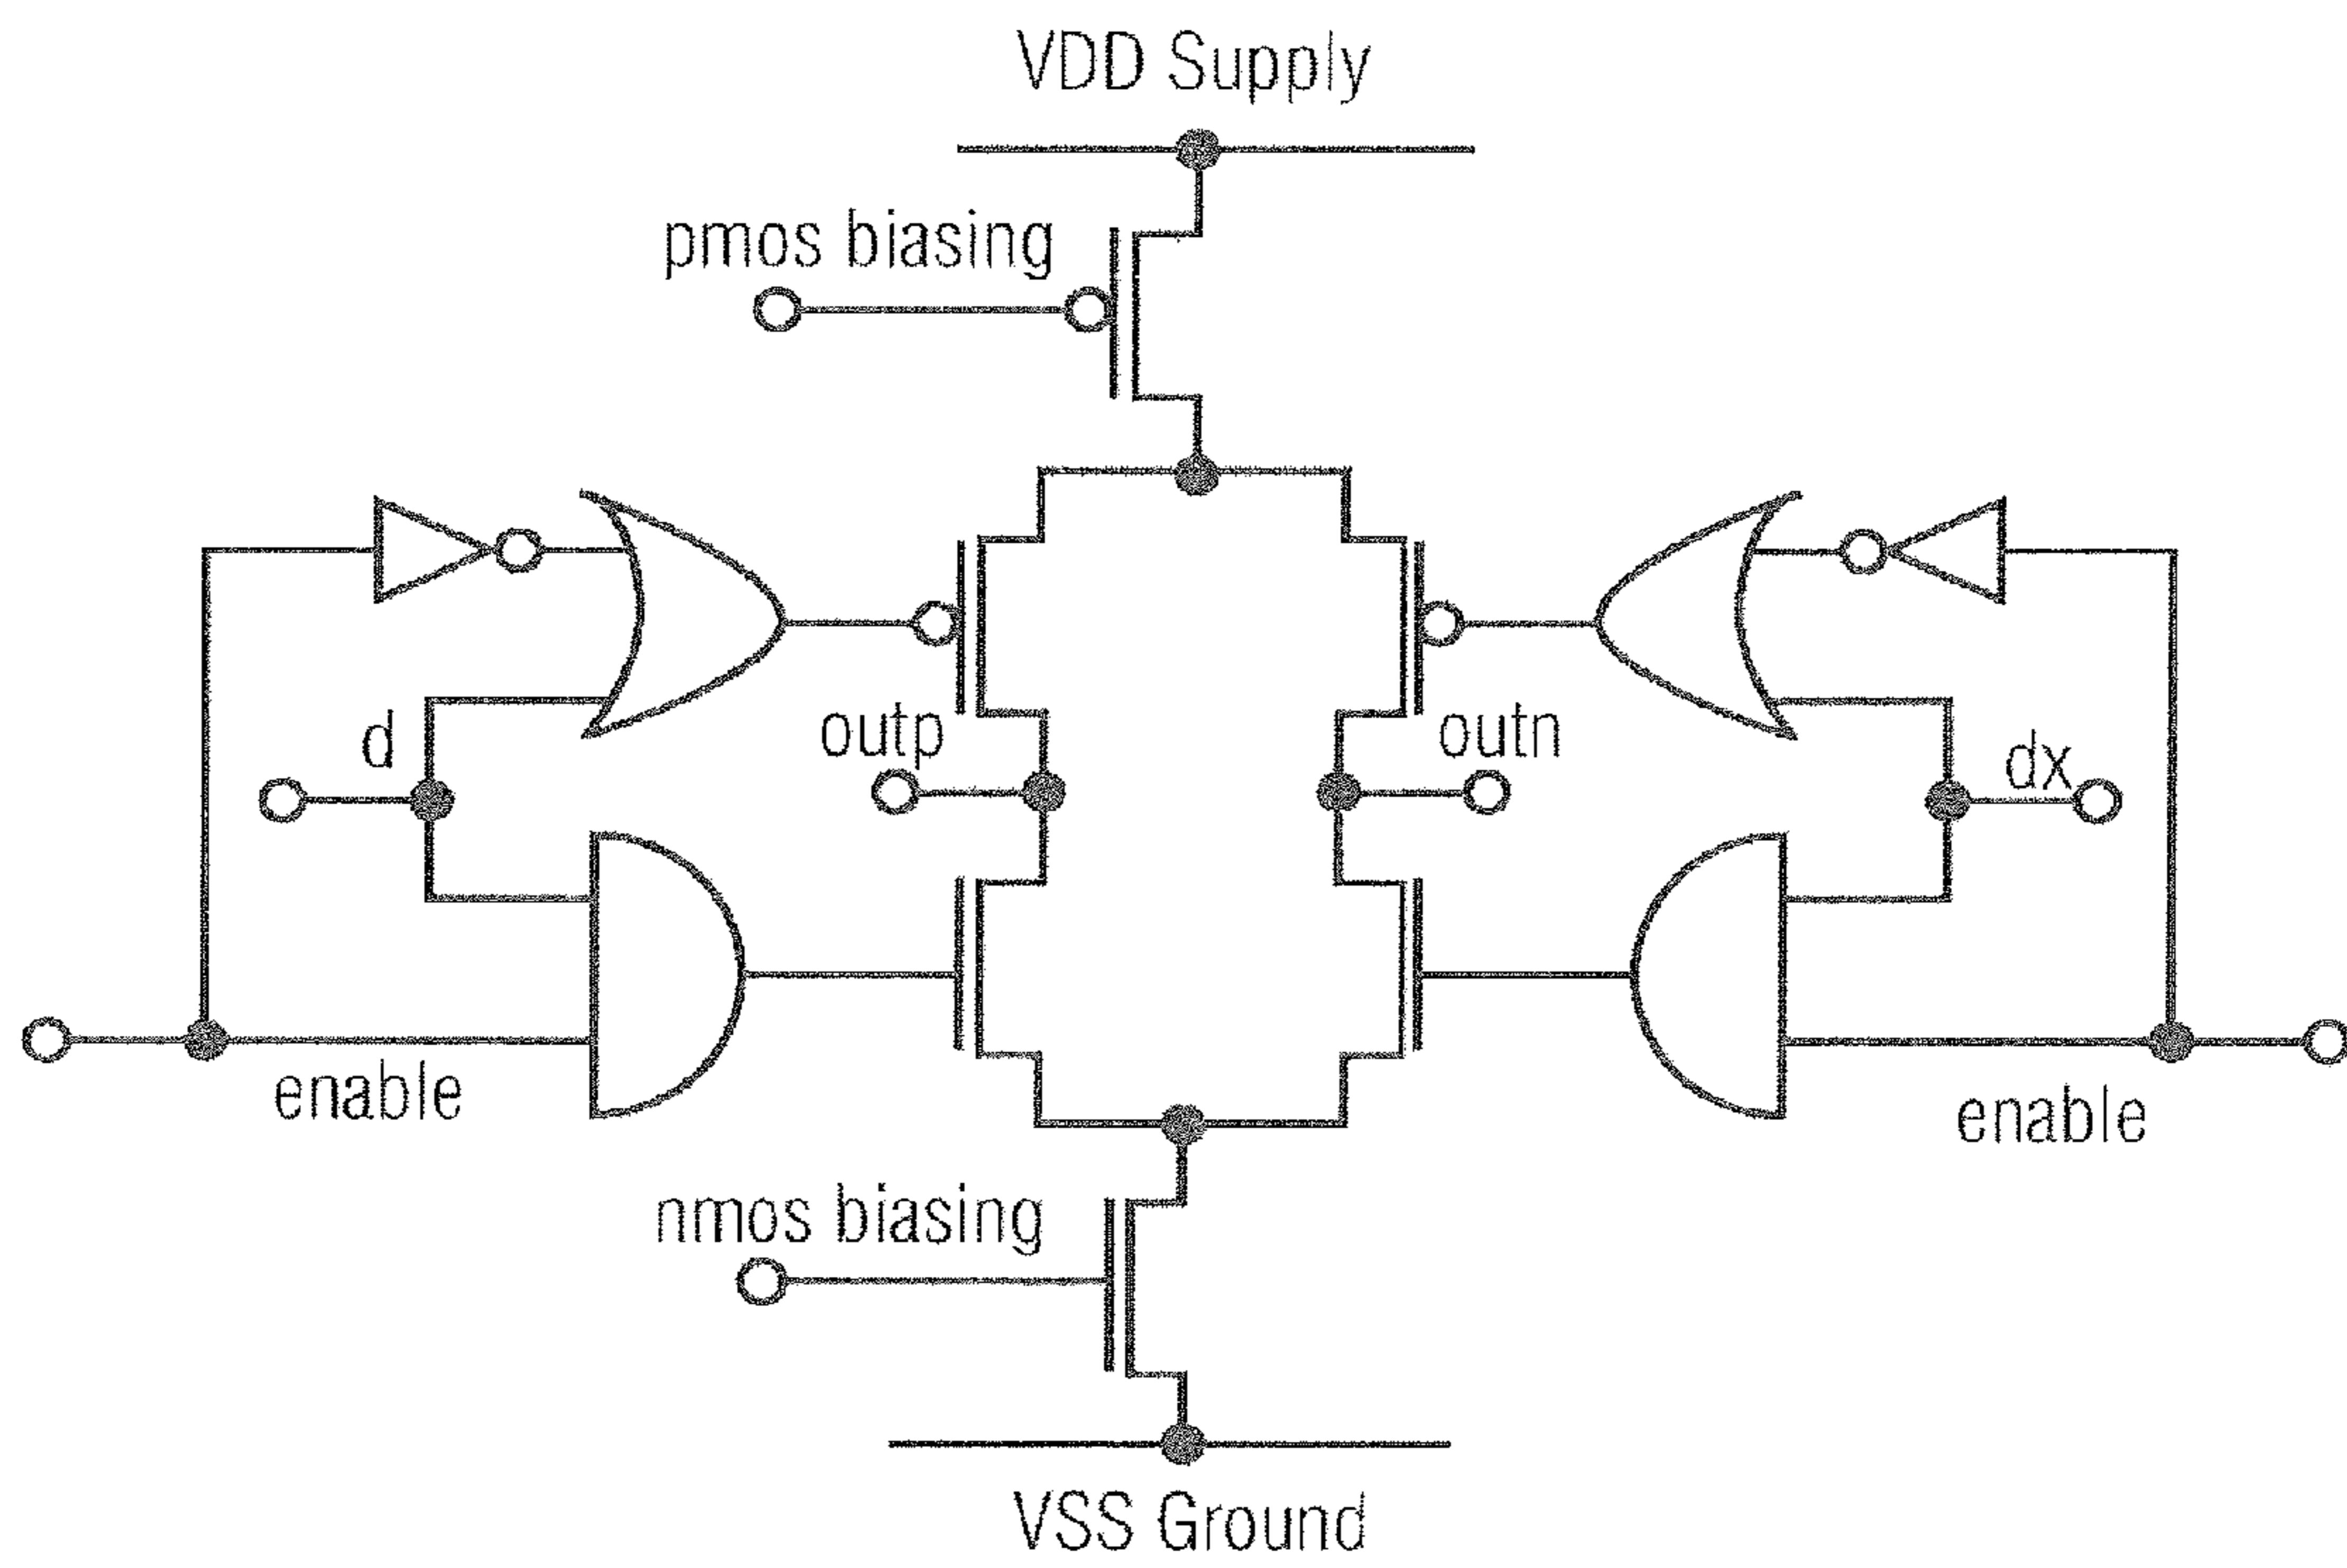 VDD Supply
pmos biasing
d
outp
outn
dx
enable
enable
nmos biasing
VSS Ground